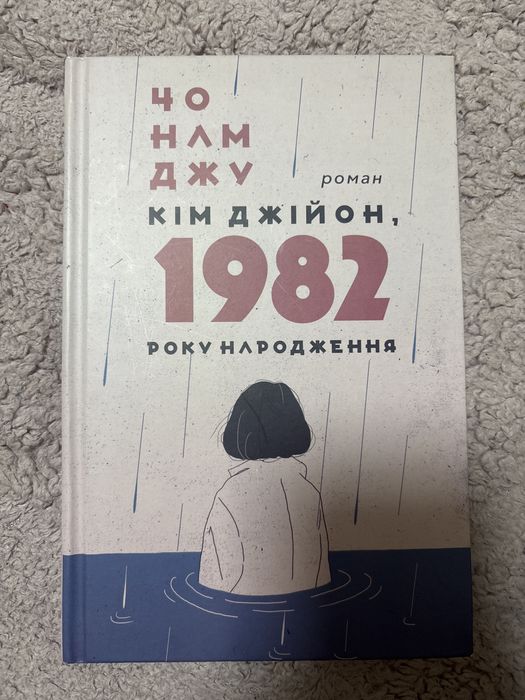 ЧО
НАМ
ДЖУ
роман
КІМ ДЖІЙОН,
1982
РОКУ НАРОДЖЕННЯ